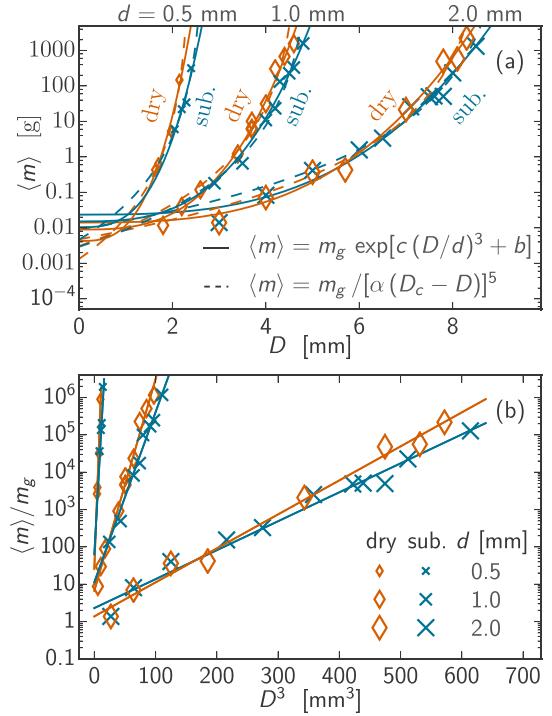 d = 0.5 mm 1.0 mm 2.0 mm
1000
100
10
1
0.1
0.01
0.001
10⁻⁴
⟨m⟩ [g]
(a)
dry sub. dry sub. dry sub.
⟨m⟩ = m_g exp[c (D/d)³ + b]
⟨m⟩ = m_g /[α (D_c − D)]⁵
0 2 4 6 8
D [mm]
10⁶
10⁵
10⁴
1000
100
10
1
0.1
⟨m⟩/m_g
(b)
dry sub. d [mm]
0.5
1.0
2.0
0 100 200 300 400 500 600 700
D³ [mm³]